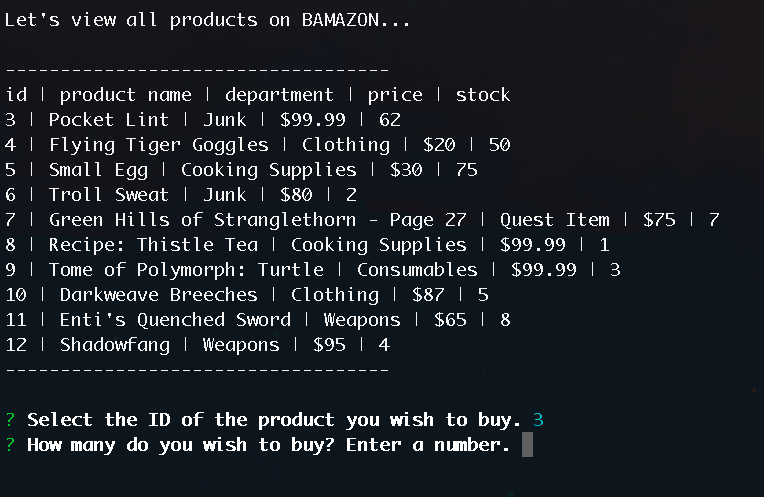 Let's view all products on BAMAZON...
-----------------------------------
id | product name | department | price | stock
3 | Pocket Lint | Junk | $99.99 | 62
4 | Flying Tiger Goggles | Clothing | $20 | 50
5 | Small Egg | Cooking Supplies | $30 | 75
6 | Troll Sweat | Junk | $80 | 2
7 | Green Hills of Stranglethorn - Page 27 | Quest Item | $75 | 7
8 | Recipe: Thistle Tea | Cooking Supplies | $99.99 | 1
9 | Tome of Polymorph: Turtle | Consumables | $99.99 | 3
10 | Darkweave Breeches | Clothing | $87 | 5
11 | Enti's Quenched Sword | Weapons | $65 | 8
12 | Shadowfang | Weapons | $95 | 4
-----------------------------------
? Select the ID of the product you wish to buy. 3
? How many do you wish to buy? Enter a number.